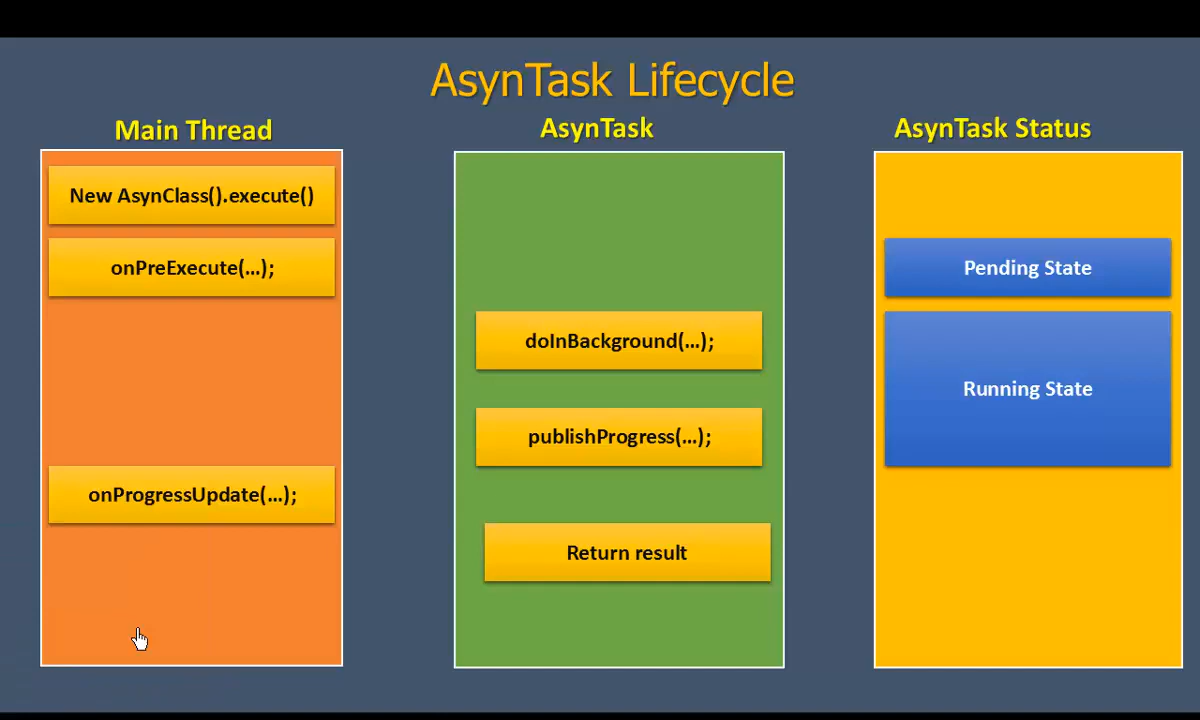 AsynTask Lifecycle
Main Thread
New AsynClass().execute()
onPreExecute(...);
onProgressUpdate(...);
AsynTask
doInBackground(...);
publishProgress(...);
Return result
AsynTask Status
Pending State
Running State